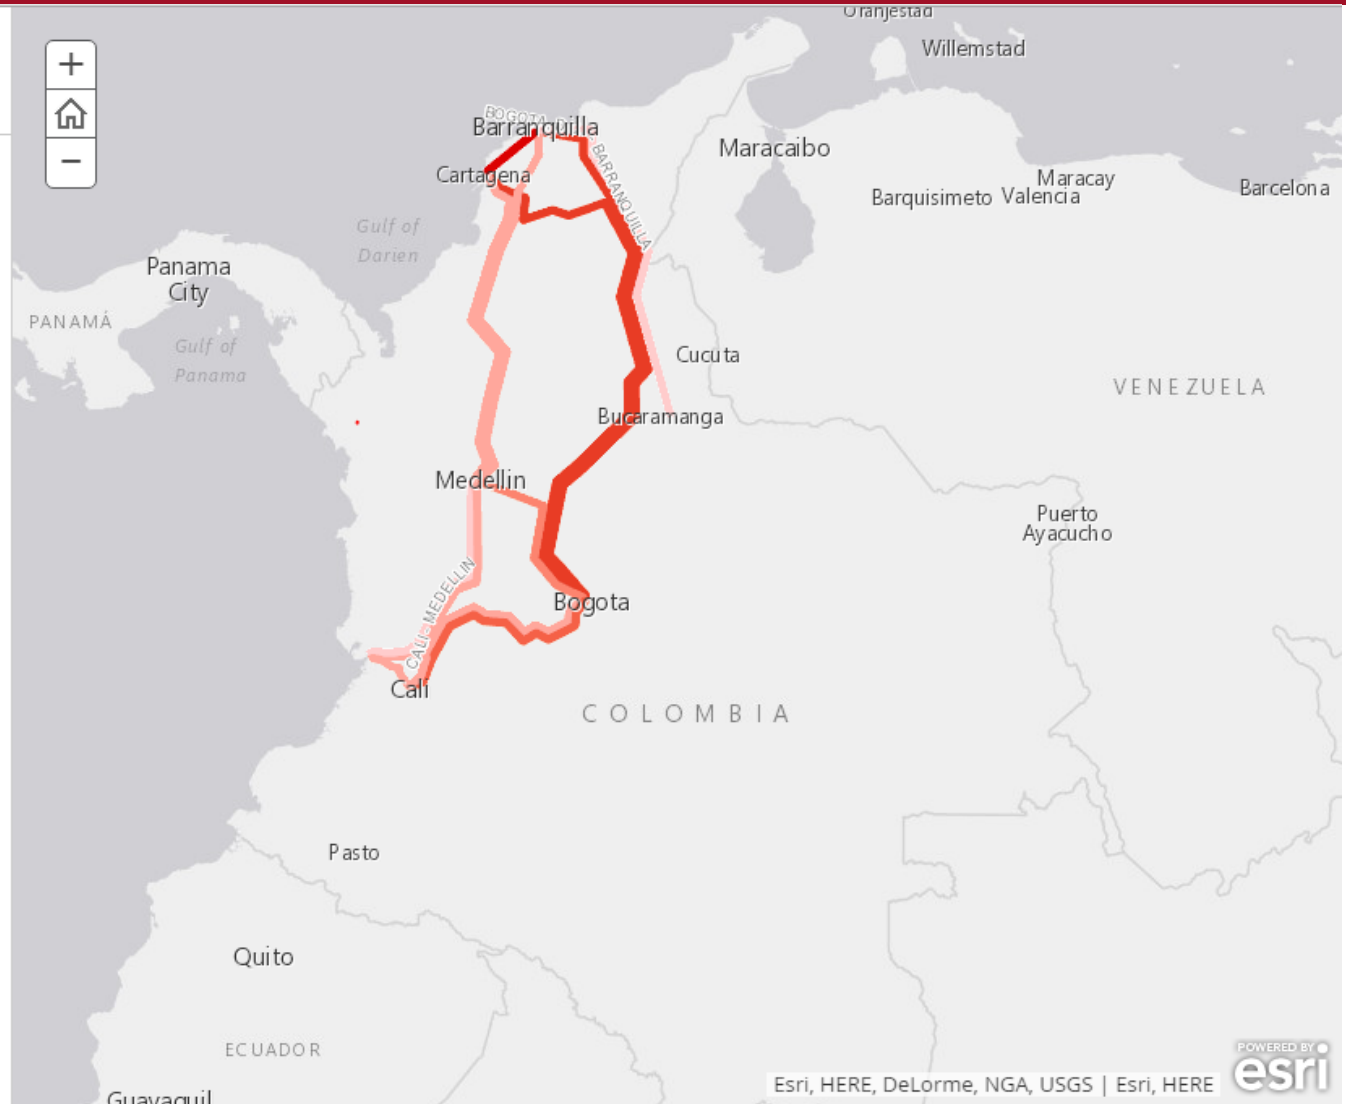 Oranjestad
Willemstad
BOGOTA
Barranquilla
BARRANQUILLA
Maracaibo
Cartagena
Maracay
Barquisimeto
Valencia
Barcelona
Gulf of
Darien
Panama
City
PANAMÁ
Gulf of
Panama
Cucuta
VENEZUELA
Bucaramanga
Medellin
Puerto
Ayacucho
CALI - MEDELLIN
Bogota
Cali
COLOMBIA
Pasto
Quito
ECUADOR
Guayaquil
POWERED BY
esri
Esri, HERE, DeLorme, NGA, USGS | Esri, HERE